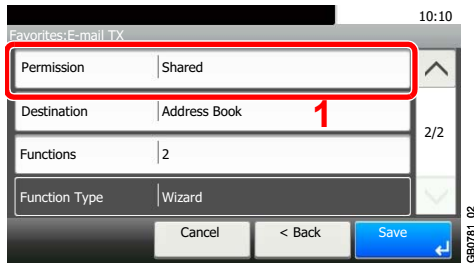 10:10
Favorites:E-mail TX
Permission Shared
Destination Address Book
1
2/2
Functions 2
Function Type Wizard
Cancel < Back Save
GB0781_02